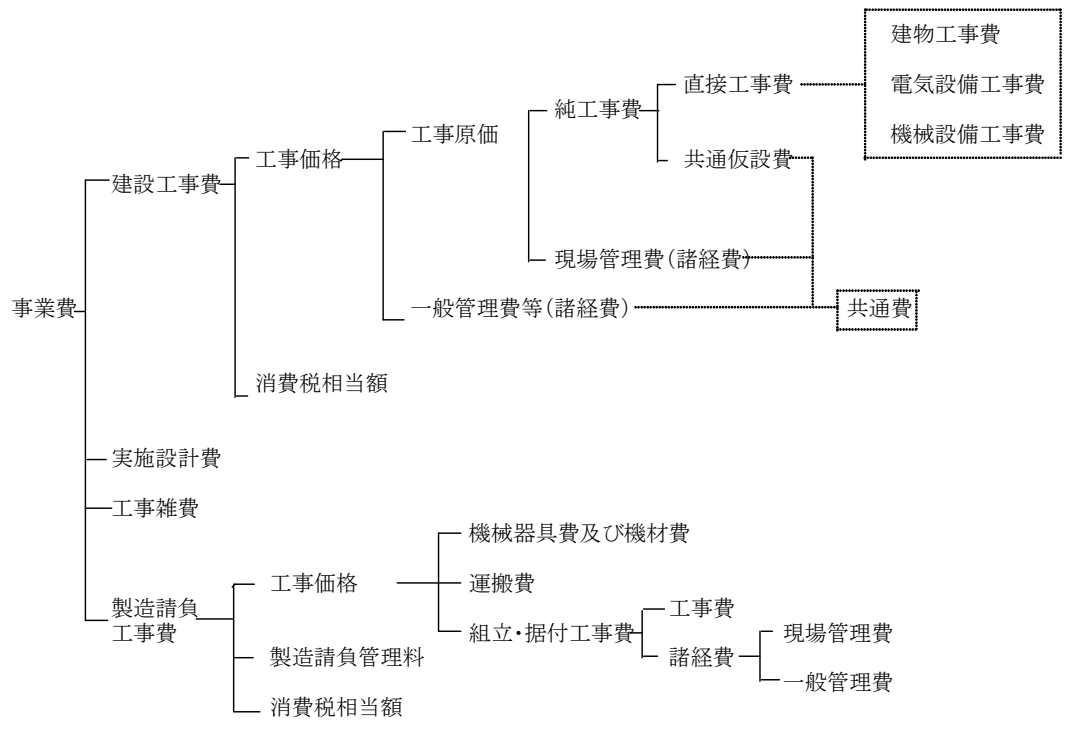 建物工事費
直接工事費
電気設備工事費
純工事費
工事原価
機械設備工事費
工事価格
共通仮設費
建設工事費
現場管理費(諸経費)
事業費
一般管理費等(諸経費)
共通費
消費税相当額
実施設計費
工事雑費
機械器具費及び機材費
工事価格
運搬費
製造請負
工事費
工事費
組立・据付工事費
現場管理費
製造請負管理料
諸経費
一般管理費
消費税相当額